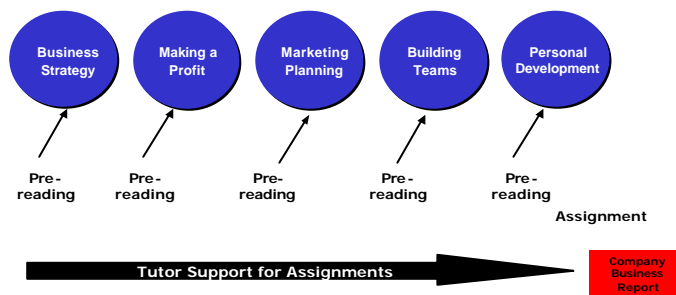 Business
Strategy
Making a
Profit
Marketing
Planning
Building
Teams
Personal
Development
Pre-
reading
Pre-
reading
Pre-
reading
Pre-
reading
Pre-
reading
Assignment
Tutor Support for Assignments
Company
Business
Report